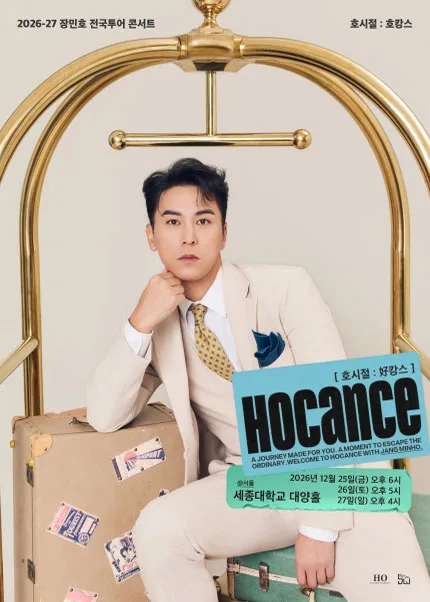 2026-27 장민호 전국투어 콘서트
호시절 : 호캉스
[ 호시절 : 好캉스 ]
HOCANCE
A JOURNEY MADE FOR YOU. A MOMENT TO ESCAPE THE
ORDINARY. WELCOME TO HOCANCE WITH JANG MINHO.
@서울
세종대학교 대양홀
2026년 12월 25일(금) 오후 6시
26일(토) 오후 5시
27일(일) 오후 4시
HO